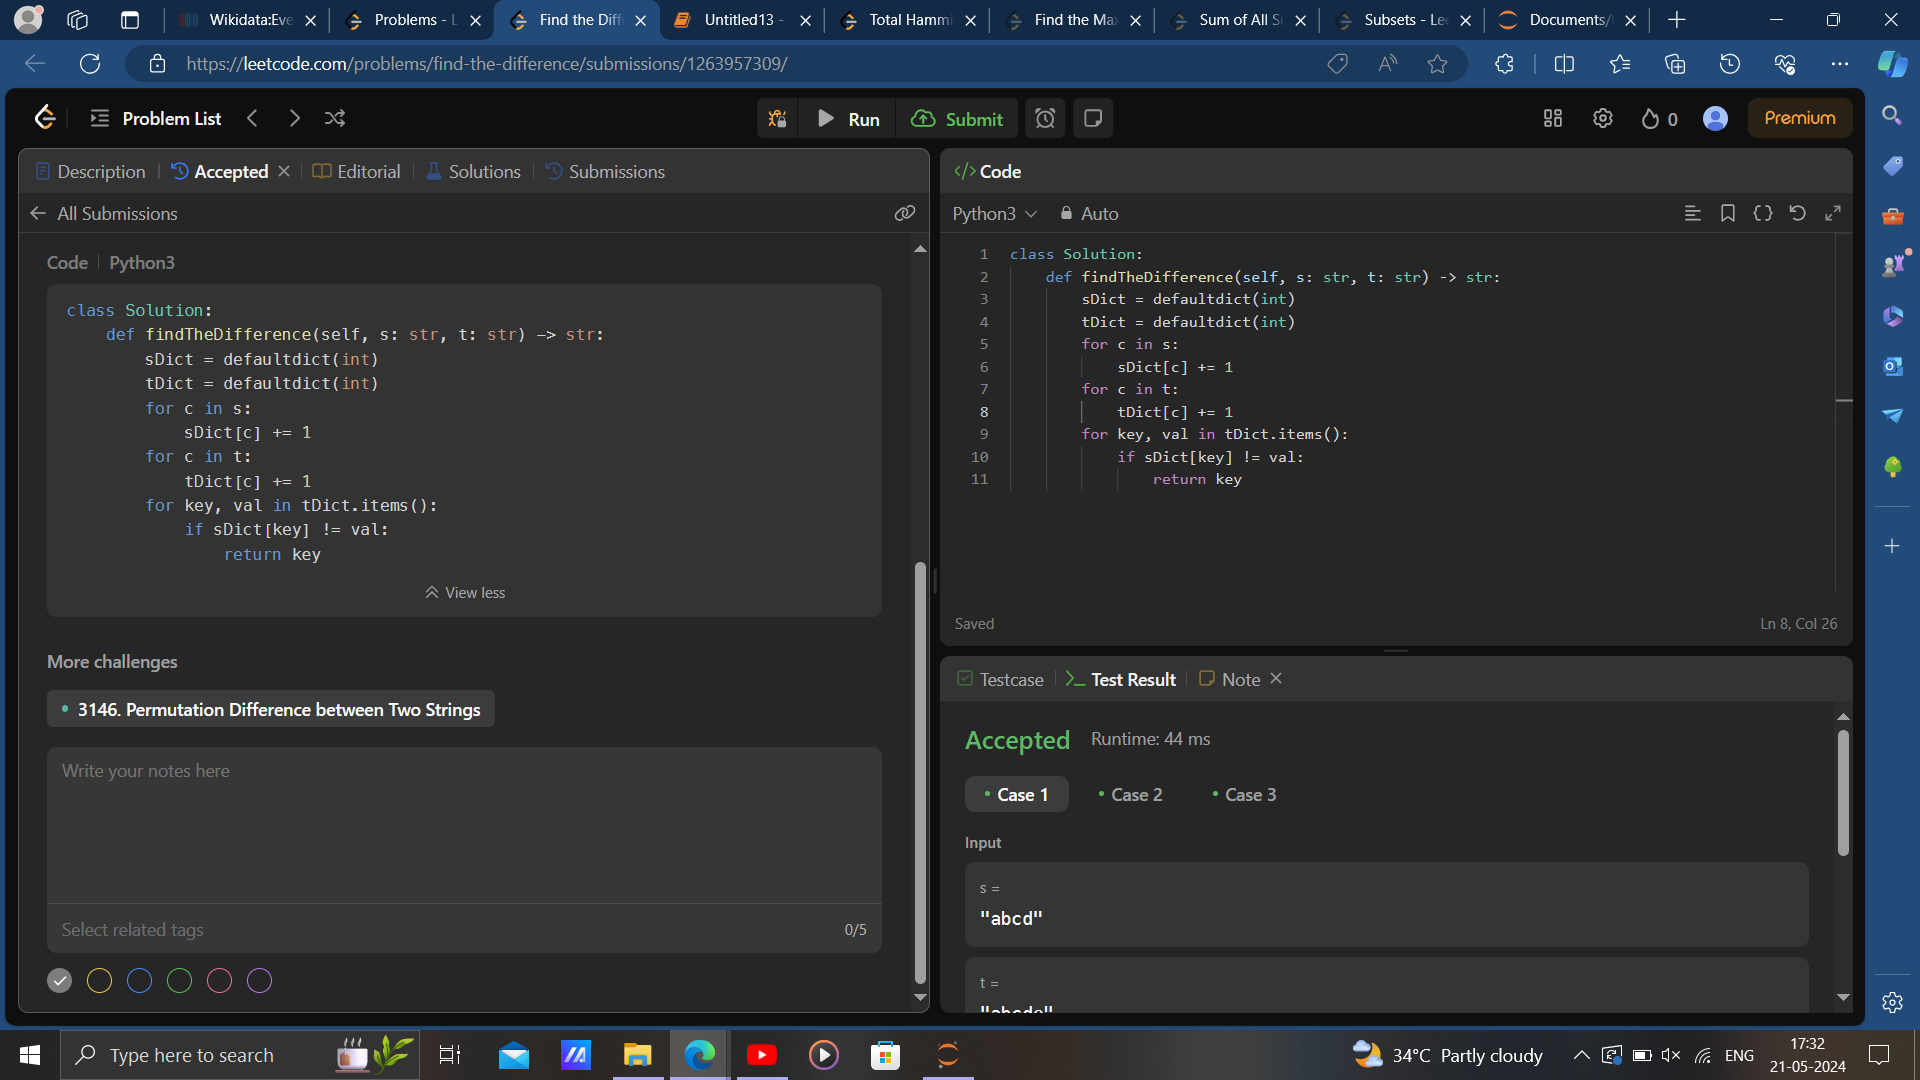 Wikidata:Eve
Problems - L
Find the Diff
Untitled13 -
Total Hammi
Find the Ma
Sum of All S
Subsets - Le
Documents/
https://leetcode.com/problems/find-the-difference/submissions/1263957309/
Problem List
Run
Submit
0
Premium
Description
Accepted
Editorial
Solutions
Submissions
All Submissions
Code
Python3
class Solution:
def findTheDifference(self, s: str, t: str) -> str:
sDict = defaultdict(int)
tDict = defaultdict(int)
for c in s:
sDict[c] += 1
for c in t:
tDict[c] += 1
for key, val in tDict.items():
if sDict[key] != val:
return key
View less
More challenges
3146. Permutation Difference between Two Strings
Write your notes here
Select related tags
0/5
</>Code
Python3
Auto
1 class Solution:
2 def findTheDifference(self, s: str, t: str) -> str:
3 sDict = defaultdict(int)
4 tDict = defaultdict(int)
5 for c in s:
6 sDict[c] += 1
7 for c in t:
8 tDict[c] += 1
9 for key, val in tDict.items():
10 if sDict[key] != val:
11 return key
Saved
Ln 8, Col 26
Testcase
Test Result
Note
Accepted
Runtime: 44 ms
Case 1
Case 2
Case 3
Input
s =
"abcd"
t =
"abcde"
Type here to search
34°C Partly cloudy
ENG
17:32
21-05-2024